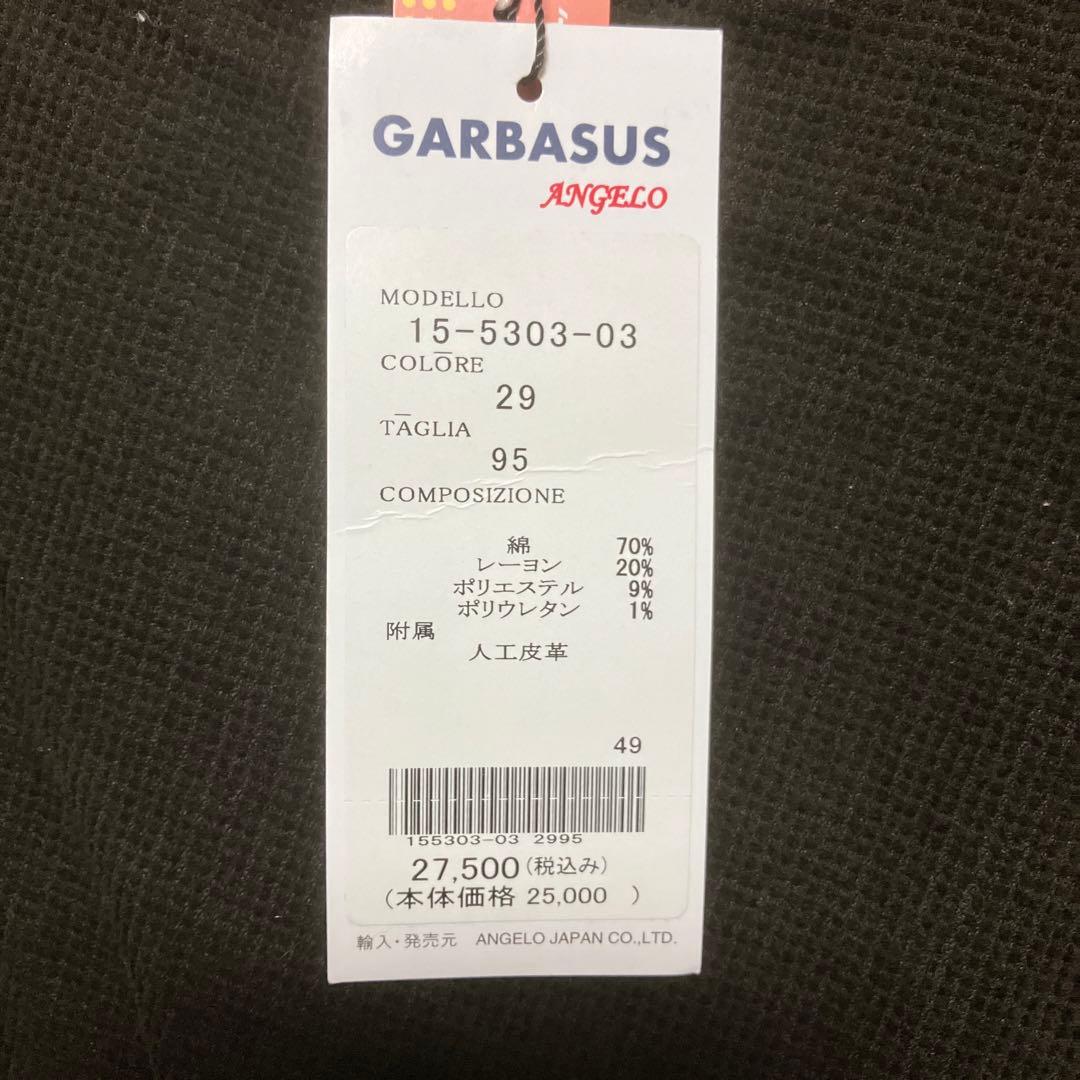 GARBASUS
ANGELO
MODELLO
15-5303-03
COLŌRE
29
TĀGLIA
95
COMPOSIZIONE
綿 70%
レーヨン 20%
ポリエステル 9%
ポリウレタン 1%
附属
人工皮革
49
155303-03 2995
27,500(税込み)
(本体価格 25,000 )
輸入・発売元 ANGELO JAPAN CO.,LTD.